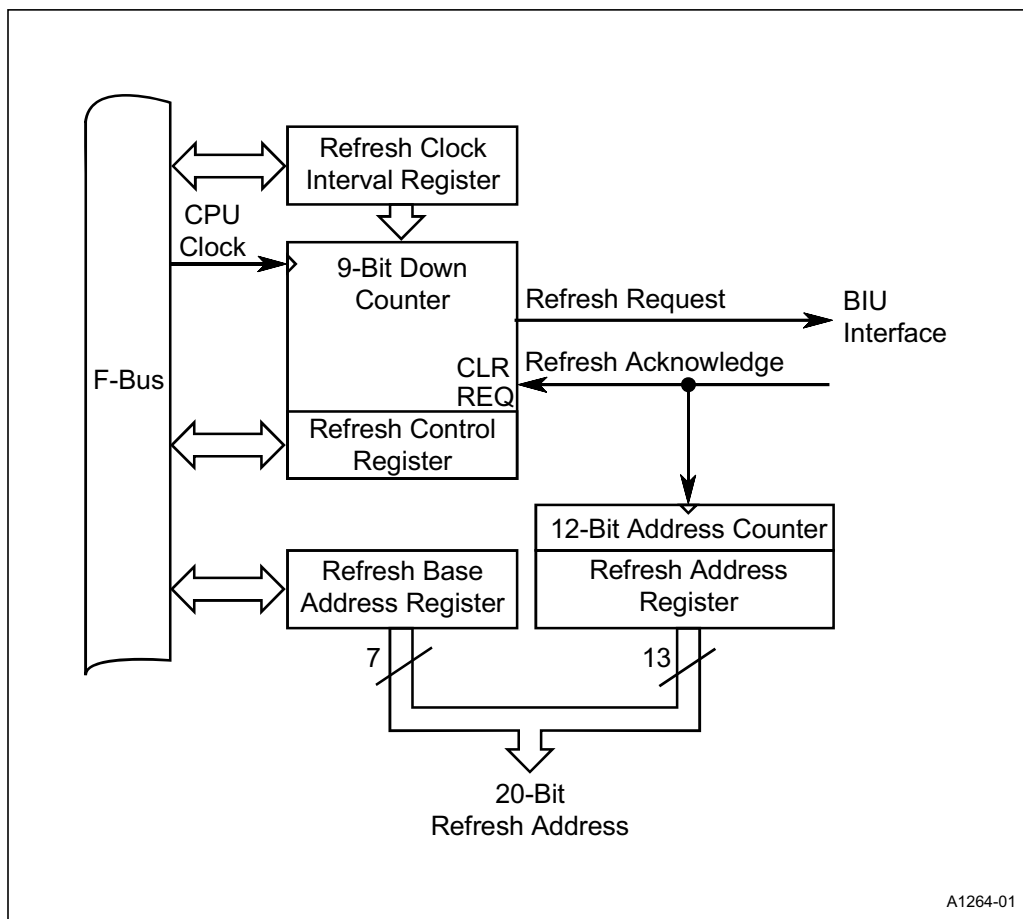 Refresh Clock
Interval Register
CPU
Clock
9-Bit Down
Counter
Refresh Request
BIU
Interface
F-Bus
CLR
REQ
Refresh Acknowledge
Refresh Control
Register
12-Bit Address Counter
Refresh Base
Address Register
Refresh Address
Register
7
13
20-Bit
Refresh Address
A1264-01